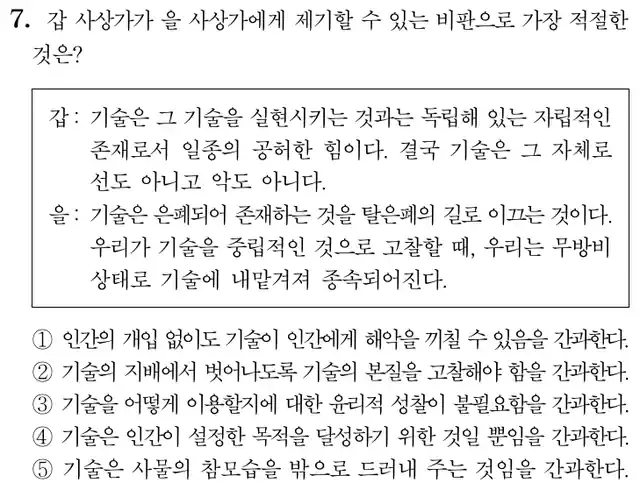 7. 갑 사상가가 을 사상가에게 제기할 수 있는 비판으로 가장 적절한
것은?
갑: 기술은 그 기술을 실현시키는 것과는 독립해 있는 자립적인
존재로서 일종의 공허한 힘이다. 결국 기술은 그 자체로
선도 아니고 악도 아니다.
을: 기술은 은폐되어 존재하는 것을 탈은폐의 길로 이끄는 것이다.
우리가 기술을 중립적인 것으로 고찰할 때, 우리는 무방비
상태로 기술에 내맡겨져 종속되어진다.
① 인간의 개입 없이도 기술이 인간에게 해악을 끼칠 수 있음을 간과한다.
② 기술의 지배에서 벗어나도록 기술의 본질을 고찰해야 함을 간과한다.
③ 기술을 어떻게 이용할지에 대한 윤리적 성찰이 불필요함을 간과한다.
④ 기술은 인간이 설정한 목적을 달성하기 위한 것일 뿐임을 간과한다.
⑤ 기술은 사물의 참모습을 밖으로 드러내 주는 것임을 간과한다.